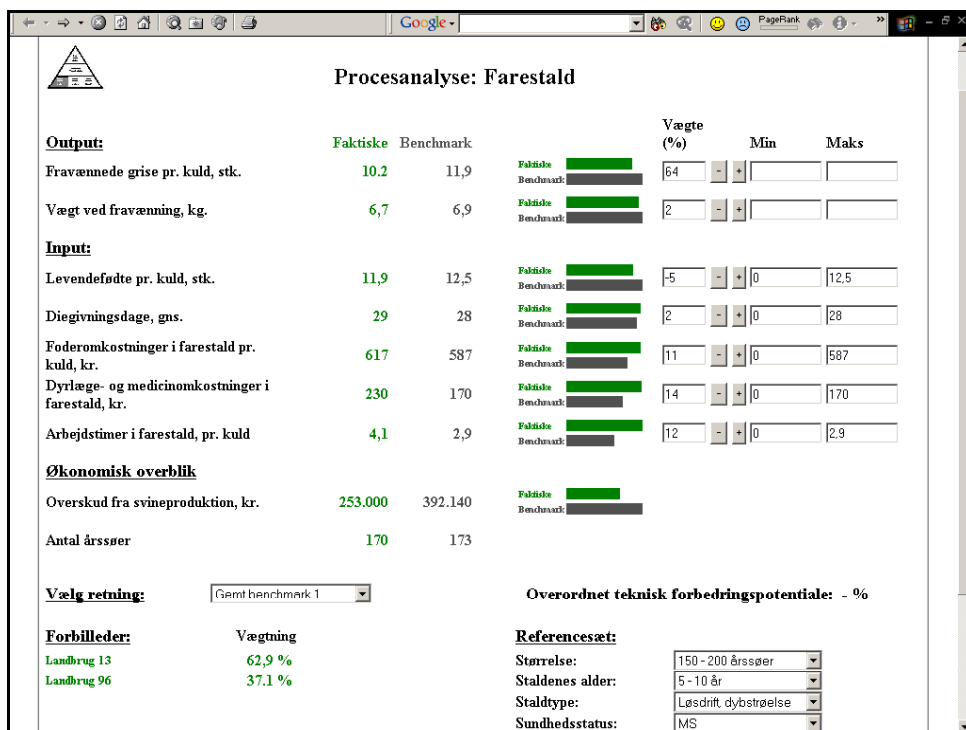 Google
PageRank
Procesanalyse: Farestald
Output: Faktiske Benchmark Vægte (%) Min Maks
Fravænnede grise pr. kuld, stk. 10.2 11,9 Faktiske Benchmark 64 - +
Vægt ved fravænning, kg. 6,7 6,9 Faktiske Benchmark 2 - +
Input:
Levendefødte pr. kuld, stk. 11,9 12,5 Faktiske Benchmark -5 - + 0 12,5
Diegivningsdage, gns. 29 28 Faktiske Benchmark 2 - + 0 28
Foderomkostninger i farestald pr. kuld, kr. 617 587 Faktiske Benchmark 11 - + 0 587
Dyrlæge- og medicinomkostninger i farestald, kr. 230 170 Faktiske Benchmark 14 - + 0 170
Arbejdstimer i farestald, pr. kuld 4,1 2,9 Faktiske Benchmark 12 - + 0 2,9
Økonomisk overblik
Overskud fra svineproduktion, kr. 253.000 392.140 Faktiske Benchmark
Antal årssøer 170 173
Vælg retning: Gemt benchmark 1 Overordnet teknisk forbedringspotentiale: - %
Forbilleder: Vægtning Referencesæt:
Landbrug 13 62,9 % Størrelse: 150 - 200 årssøer
Landbrug 96 37.1 % Staldenes alder: 5 - 10 år
Staldtype: Løsdrift, dybstrøelse
Sundhedsstatus: MS